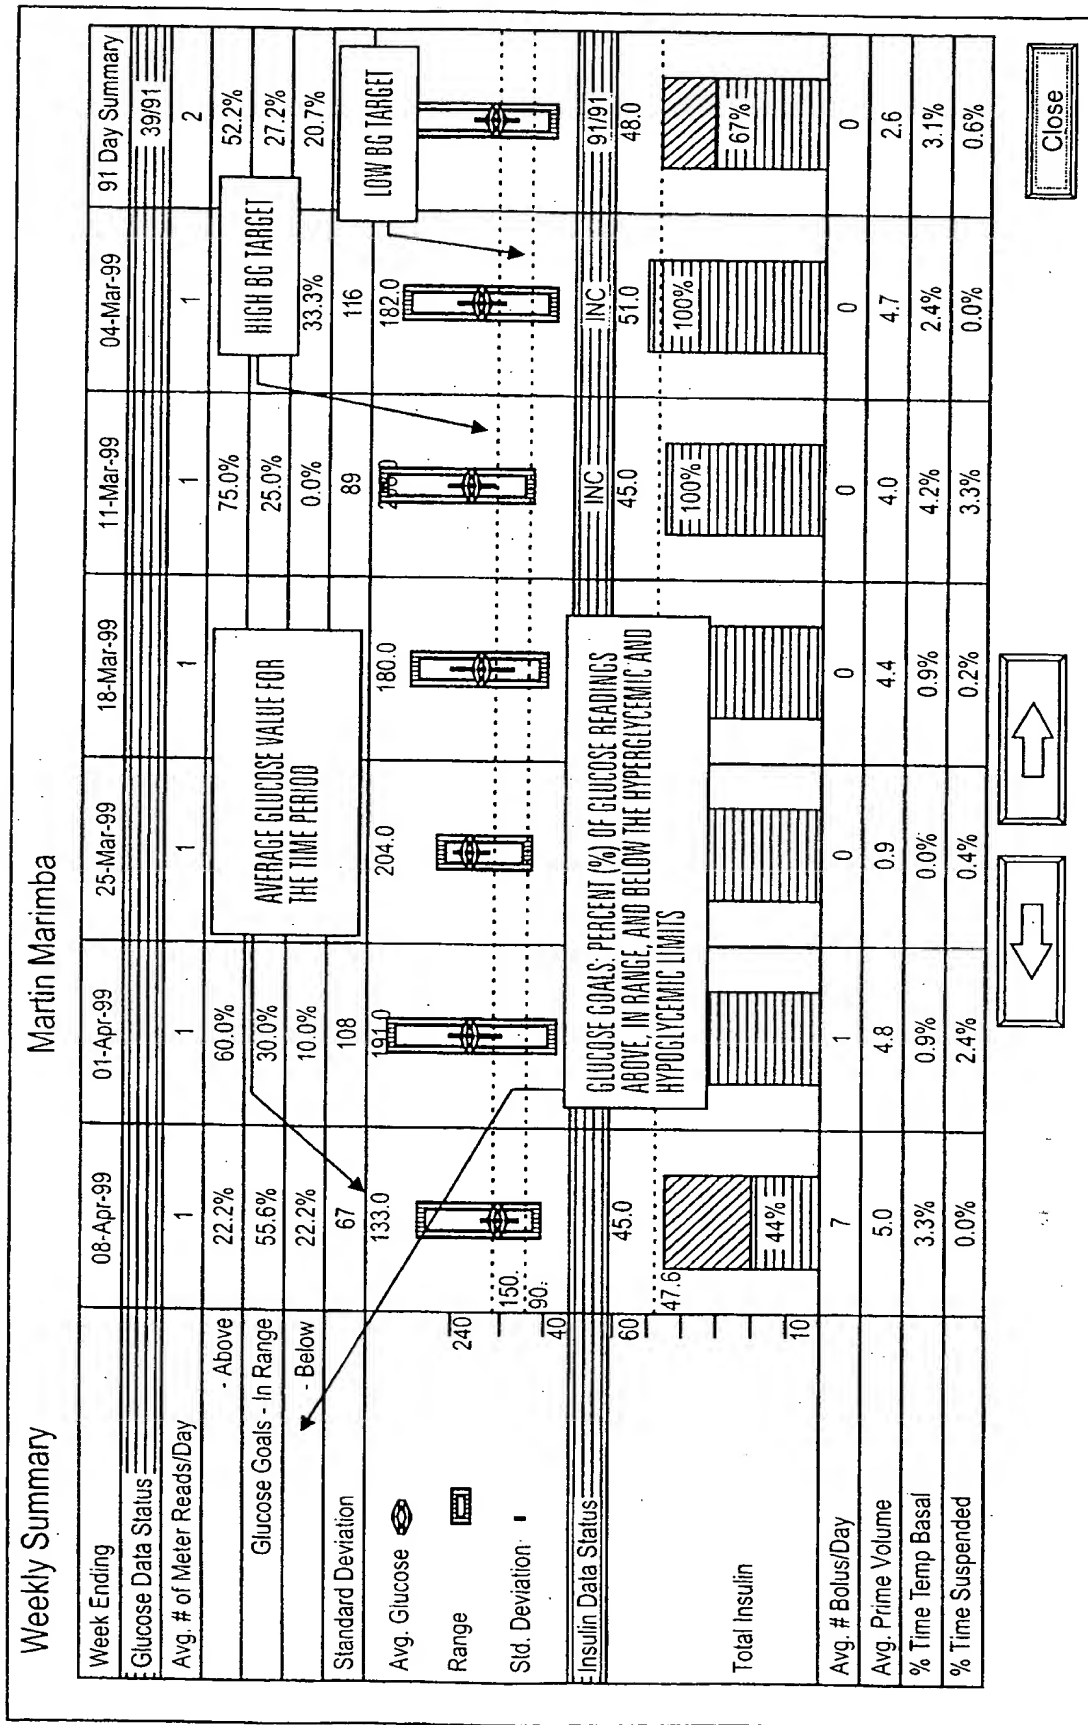 Weekly Summary
Martin Marimba
Week Ending 08-Apr-99 01-Apr-99 25-Mar-99 18-Mar-99 11-Mar-99 04-Mar-99 91 Day Summary
Glucose Data Status 39/91
Avg. # of Meter Reads/Day 1 1 1 1 1 1 2
- Above 22.2% 60.0% 75.0% 52.2%
Glucose Goals - In Range 55.6% 30.0% 25.0% 27.2%
- Below 22.2% 10.0% 0.0% 33.3% 20.7%
AVERAGE GLUCOSE VALUE FOR
THE TIME PERIOD
HIGH BG TARGET
Standard Deviation 67 108 89 116
LOW BG TARGET
Avg. Glucose 133.0 191.0 204.0 180.0 182.0
Range 240
Std. Deviation 150.
90.
40
Insulin Data Status INC INC 91/91
GLUCOSE GOALS: PERCENT (%) OF GLUCOSE READINGS
ABOVE, IN RANGE, AND BELOW THE HYPERGLYCEMIC AND
HYPOGLYCEMIC LIMITS
60 45.0 45.0 51.0 48.0
47.6
Total Insulin 44% 100% 100% 67%
10
Avg. # Bolus/Day 7 1 0 0 0 0 0
Avg. Prime Volume 5.0 4.8 0.9 4.4 4.0 4.7 2.6
% Time Temp Basal 3.3% 0.9% 0.0% 0.9% 4.2% 2.4% 3.1%
% Time Suspended 0.0% 2.4% 0.4% 0.2% 3.3% 0.0% 0.6%
Close